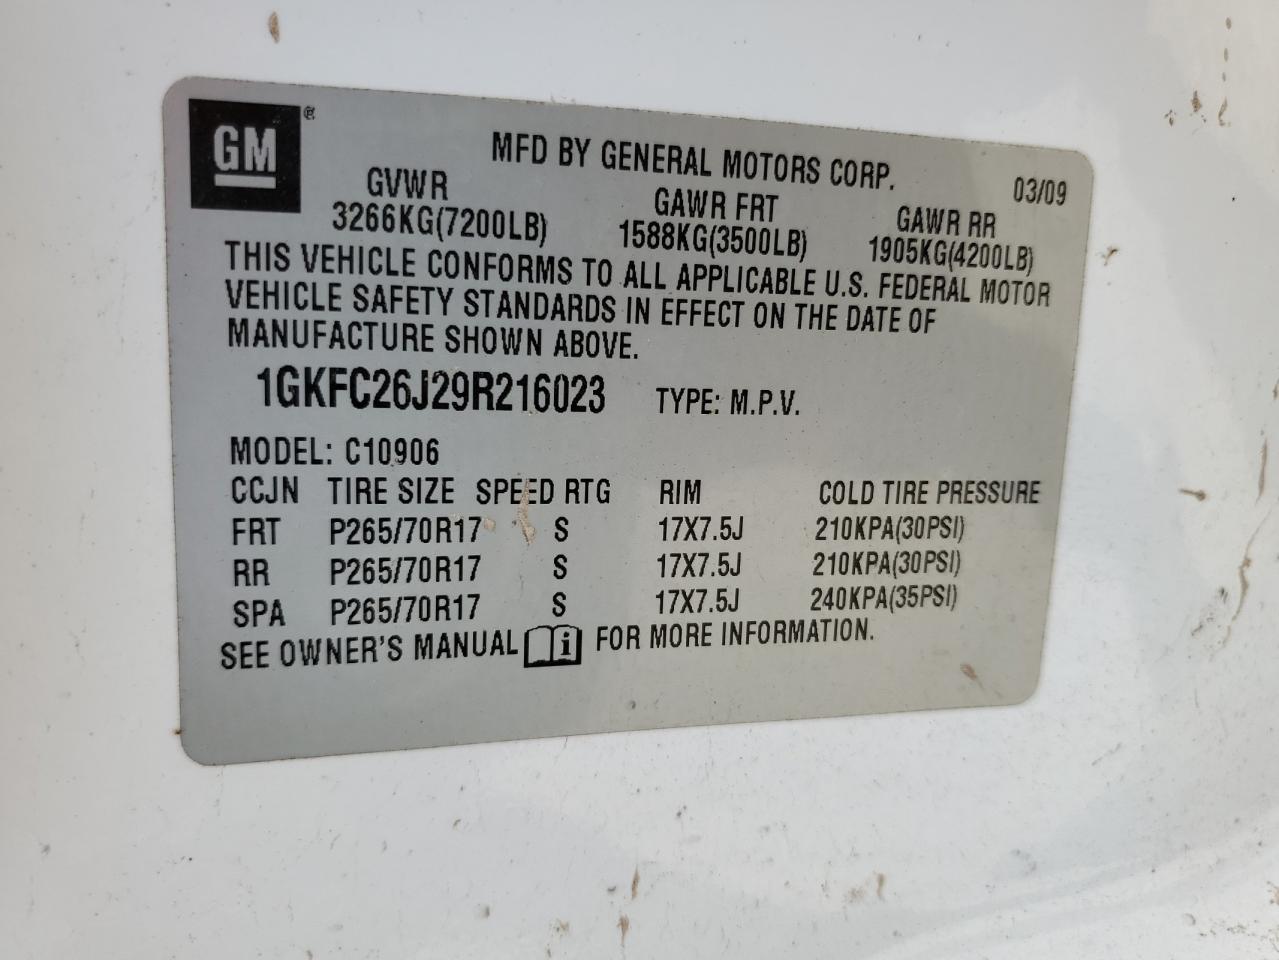 GM®
MFD BY GENERAL MOTORS CORP. 03/09
GVWR GAWR FRT GAWR RR
3266KG(7200LB) 1588KG(3500LB) 1905KG(4200LB)
THIS VEHICLE CONFORMS TO ALL APPLICABLE U.S. FEDERAL MOTOR
VEHICLE SAFETY STANDARDS IN EFFECT ON THE DATE OF
MANUFACTURE SHOWN ABOVE.
1GKFC26J29R216023 TYPE: M.P.V.
MODEL: C10906
CCJN TIRE SIZE SPEED RTG RIM COLD TIRE PRESSURE
FRT P265/70R17 S 17X7.5J 210KPA(30PSI)
RR P265/70R17 S 17X7.5J 210KPA(30PSI)
SPA P265/70R17 S 17X7.5J 240KPA(35PSI)
SEE OWNER'S MANUAL i FOR MORE INFORMATION.